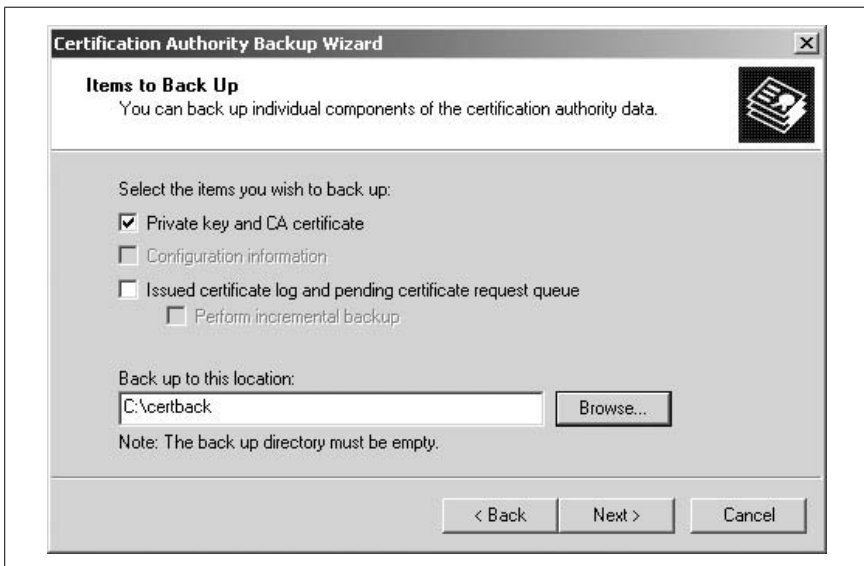 Certification Authority Backup Wizard
Items to Back Up
You can back up individual components of the certification authority data.
Select the items you wish to back up:
Private key and CA certificate
Configuration information
Issued certificate log and pending certificate request queue
Perform incremental backup
Back up to this location:
C:\certback
Browse...
Note: The back up directory must be empty.
< Back
Next >
Cancel